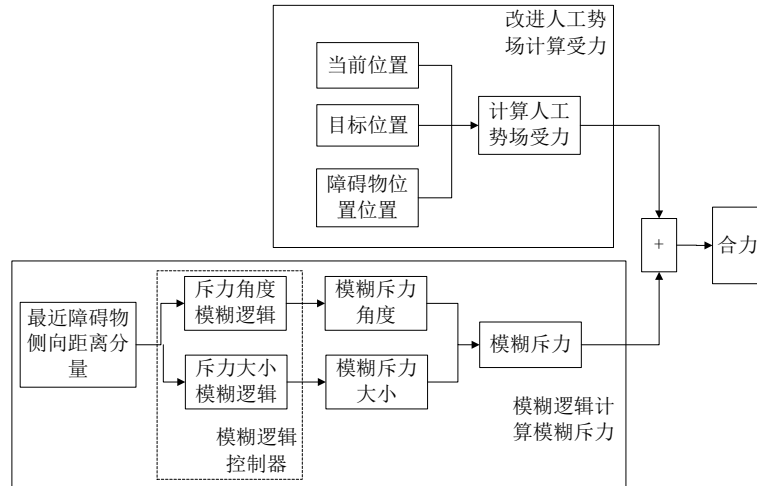 改进人工势
场计算受力
当前位置
目标位置
障碍物位
置位置
计算人工
势场受力
+
合力
最近障碍物
侧向距离分
量
斥力角度
模糊逻辑
斥力大小
模糊逻辑
模糊逻辑
控制器
模糊斥力
角度
模糊斥力
大小
模糊斥力
模糊逻辑计
算模糊斥力